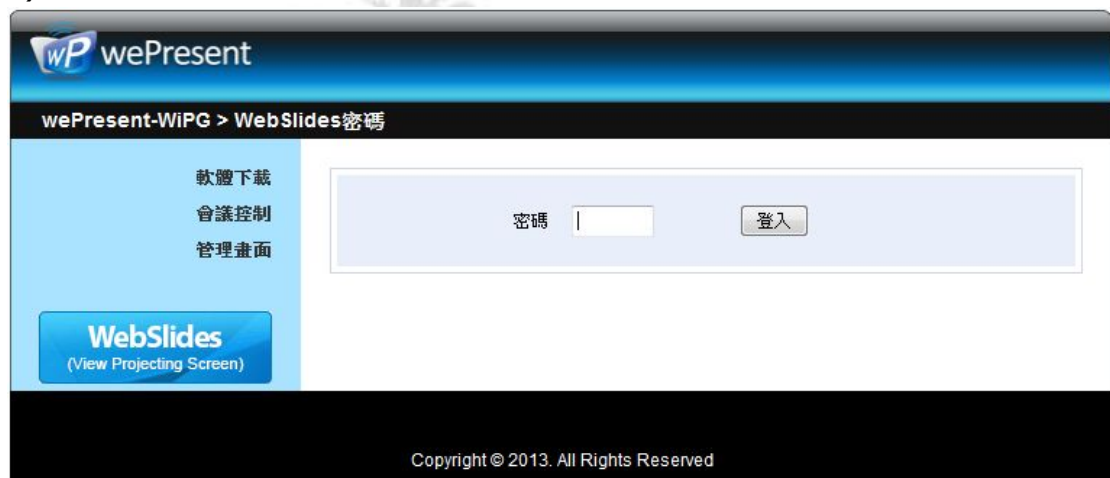 wP wePresent
wePresent-WiPG > WebSlides密碼
軟體下載
會議控制
管理畫面
密碼 登入
WebSlides
(View Projecting Screen)
Copyright © 2013. All Rights Reserved